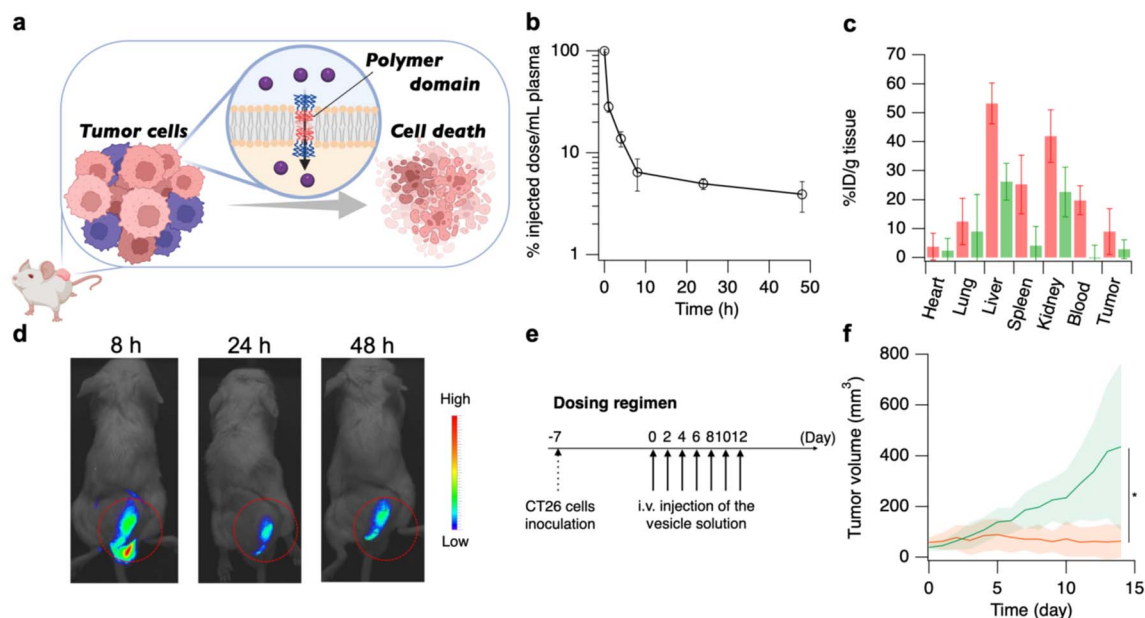 a
Polymer
domain
Tumor cells
Cell death
b
% injected dose/mL plasma
100
10
1
0 10 20 30 40 50
Time (h)
c
%ID/g tissue
70
60
50
40
30
20
10
0
Heart
Lung
Liver
Spleen
Kidney
Blood
Tumor
d
8 h
24 h
48 h
High
Low
e
Dosing regimen
-7 0 2 4 6 8 10 12 (Day)
CT26 cells
inoculation
i.v. injection of the
vesicle solution
f
Tumor volume (mm³)
800
600
400
200
0
*
0 5 10 15
Time (day)